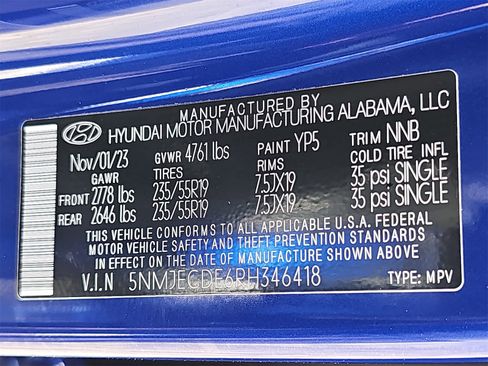 MANUFACTURED BY
HYUNDAI MOTOR MANUFACTURING ALABAMA, LLC
Nov/01/23 GVWR 4761 lbs PAINT YP5 TRIM NNB
GAWR TIRES RIMS COLD TIRE INFL
FRONT 2778 lbs 235/55R19 7.5JX19 35 psi SINGLE
REAR 2646 lbs 235/55R19 7.5JX19 35 psi SINGLE
THIS VEHICLE CONFORMS TO ALL APPLICABLE U.S.A. FEDERAL
MOTOR VEHICLE SAFETY AND THEFT PREVENTION STANDARDS
IN EFFECT ON THE DATE OF MANUFACTURE SHOWN ABOVE.
V.I.N 5NMJECDE6RH346418 TYPE: MPV